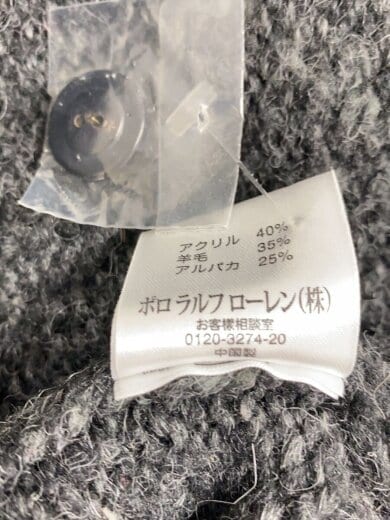 アクリル 40%
羊毛 35%
アルパカ 25%
ポロ ラルフ ローレン(株)
お客様相談室
0120-3274-20
中国製